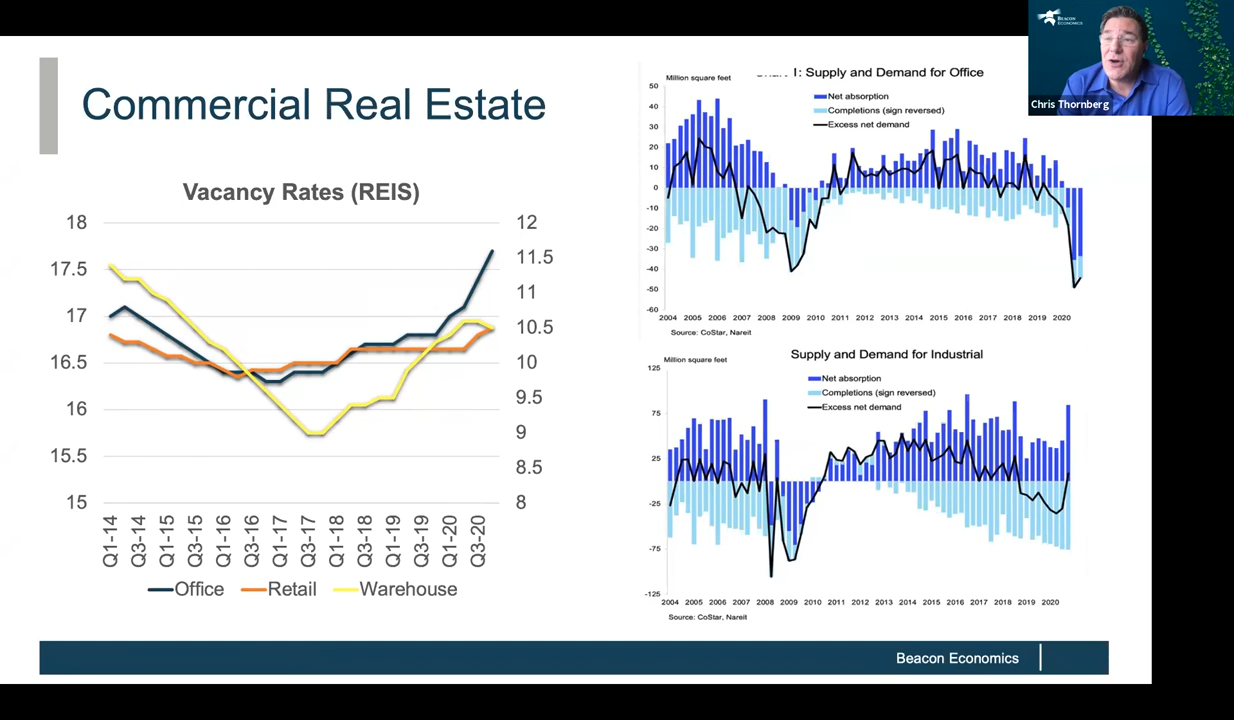 Commercial Real Estate
Vacancy Rates (REIS)
18
17.5
17
16.5
16
15.5
15
12
11.5
11
10.5
10
9.5
9
8.5
8
Q1-14
Q3-14
Q1-15
Q3-15
Q1-16
Q3-16
Q1-17
Q3-17
Q1-18
Q3-18
Q1-19
Q3-19
Q1-20
Q3-20
Office Retail Warehouse
1: Supply and Demand for Office
Million square feet
Net absorption
Completions (sign reversed)
Excess net demand
50
40
30
20
10
0
-10
-20
-30
-40
-50
-60
2004 2005 2006 2007 2008 2009 2010 2011 2012 2013 2014 2015 2016 2017 2018 2019 2020
Source: CoStar, Nareit
Supply and Demand for Industrial
Million square feet
Net absorption
Completions (sign reversed)
Excess net demand
125
75
25
-25
-75
-125
2004 2005 2006 2007 2008 2009 2010 2011 2012 2013 2014 2015 2016 2017 2018 2019 2020
Source: CoStar, Nareit
Beacon Economics
BEACON
ECONOMICS
Chris Thornberg